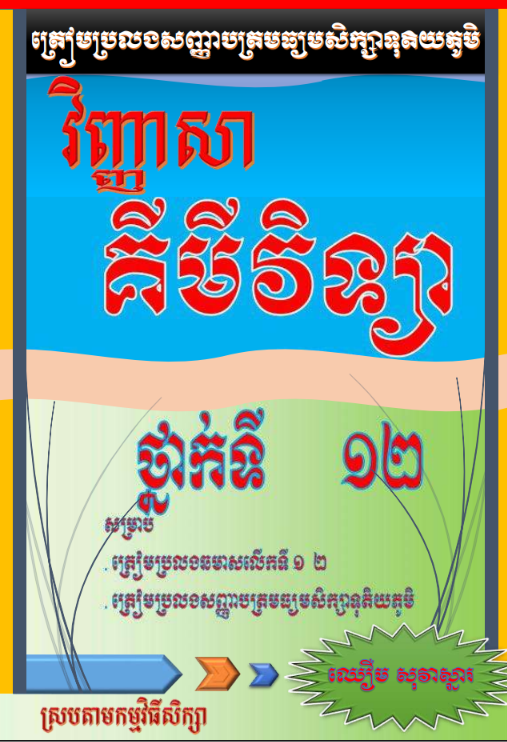 ត្រៀមប្រលងសញ្ញាបត្រមធ្យមសិក្សាទុតិយភូមិ
វិញ្ញាសា
គីមីវិទ្យា
ថ្នាក់ទី ១២
សម្រាប់
. ត្រៀមប្រលងឆមាសលើកទី ១ ២
. ត្រៀមប្រលងសញ្ញាបត្រមធ្យមសិក្សាទុតិយភូមិ
ឈឿម សុវាស្នារ
ស្របតាមកម្មវិធីសិក្សា